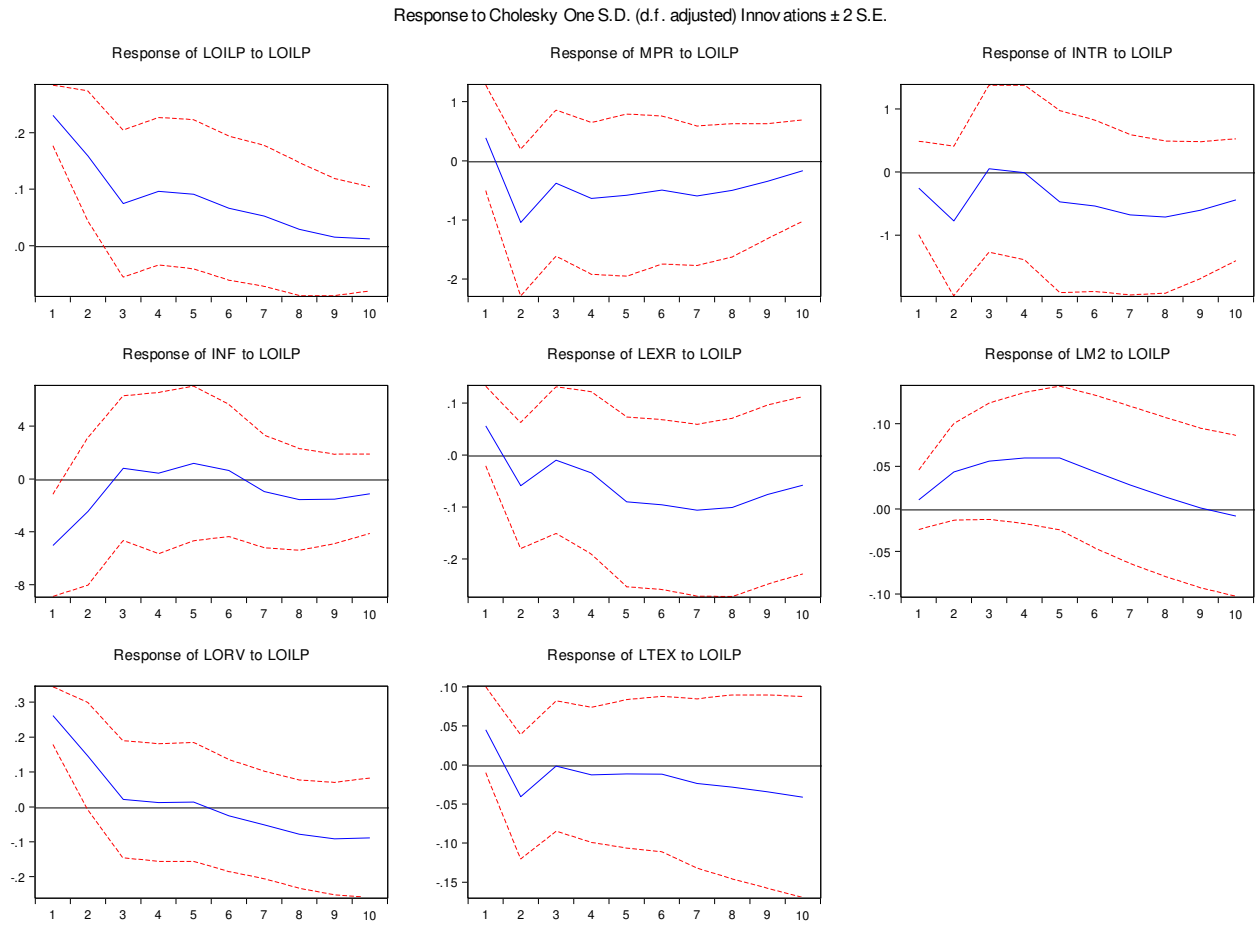 Response to Cholesky One S.D. (d.f. adjusted) Innovations ± 2 S.E.
Response of LOILP to LOILP
.2
.1
.0
1 2 3 4 5 6 7 8 9 10
Response of MPR to LOILP
1
0
-1
-2
1 2 3 4 5 6 7 8 9 10
Response of INTR to LOILP
1
0
-1
1 2 3 4 5 6 7 8 9 10
Response of INF to LOILP
4
0
-4
-8
1 2 3 4 5 6 7 8 9 10
Response of LEXR to LOILP
.1
.0
-.1
-.2
1 2 3 4 5 6 7 8 9 10
Response of LM2 to LOILP
.10
.05
.00
-.05
-.10
1 2 3 4 5 6 7 8 9 10
Response of LORV to LOILP
.3
.2
.1
.0
-.1
-.2
1 2 3 4 5 6 7 8 9 10
Response of LTEX to LOILP
.10
.05
.00
-.05
-.10
-.15
1 2 3 4 5 6 7 8 9 10